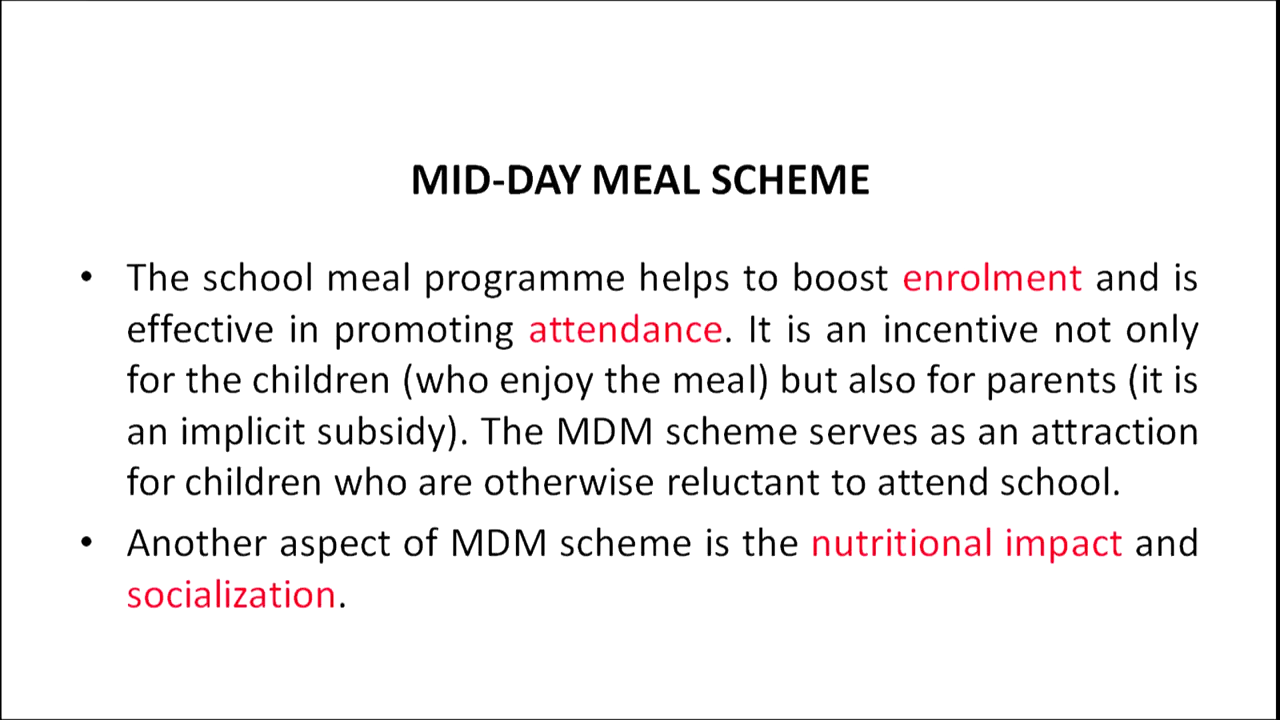 MID-DAY MEAL SCHEME
• The school meal programme helps to boost enrolment and is
effective in promoting attendance. It is an incentive not only
for the children (who enjoy the meal) but also for parents (it is
an implicit subsidy). The MDM scheme serves as an attraction
for children who are otherwise reluctant to attend school.
• Another aspect of MDM scheme is the nutritional impact and
socialization.